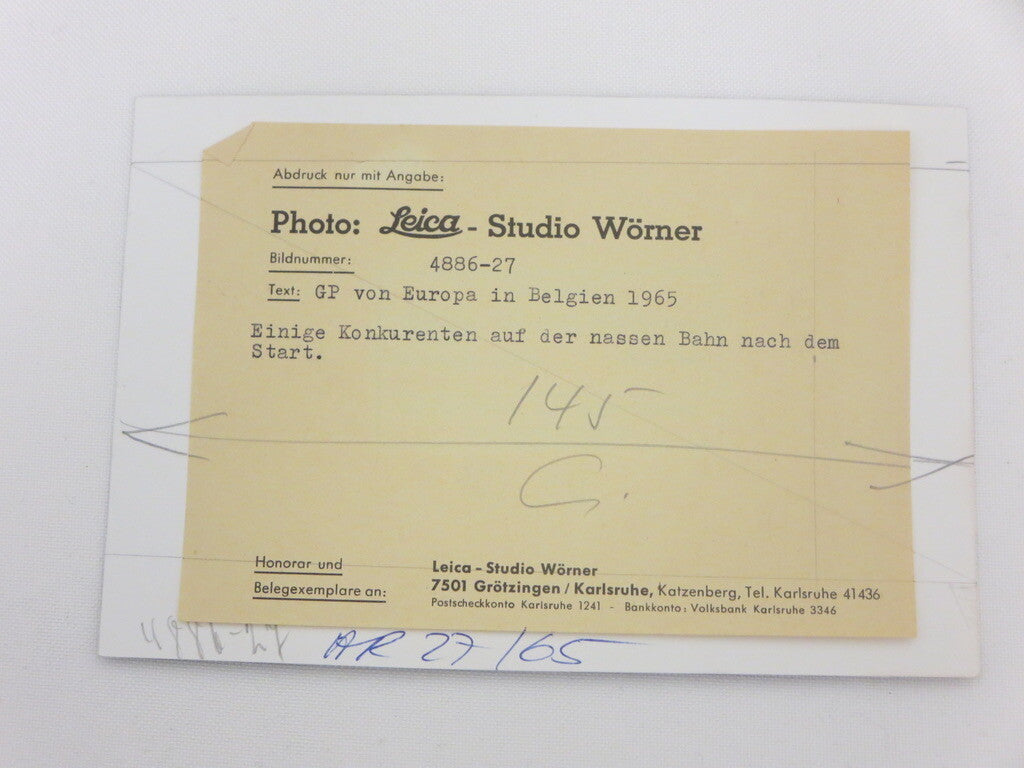 Abdruck nur mit Angabe:
Photo: Leica - Studio Wörner
Bildnummer: 4886-27
Text: GP von Europa in Belgien 1965
Einige Konkurenten auf der nassen Bahn nach dem
Start.
145
C.
Honorar und
Belegexemplare an:
Leica - Studio Wörner
7501 Grötzingen / Karlsruhe, Katzenberg, Tel. Karlsruhe 41436
Postscheckkonto Karlsruhe 1241 - Bankkonto: Volksbank Karlsruhe 3346
4886-27
AR 27/65